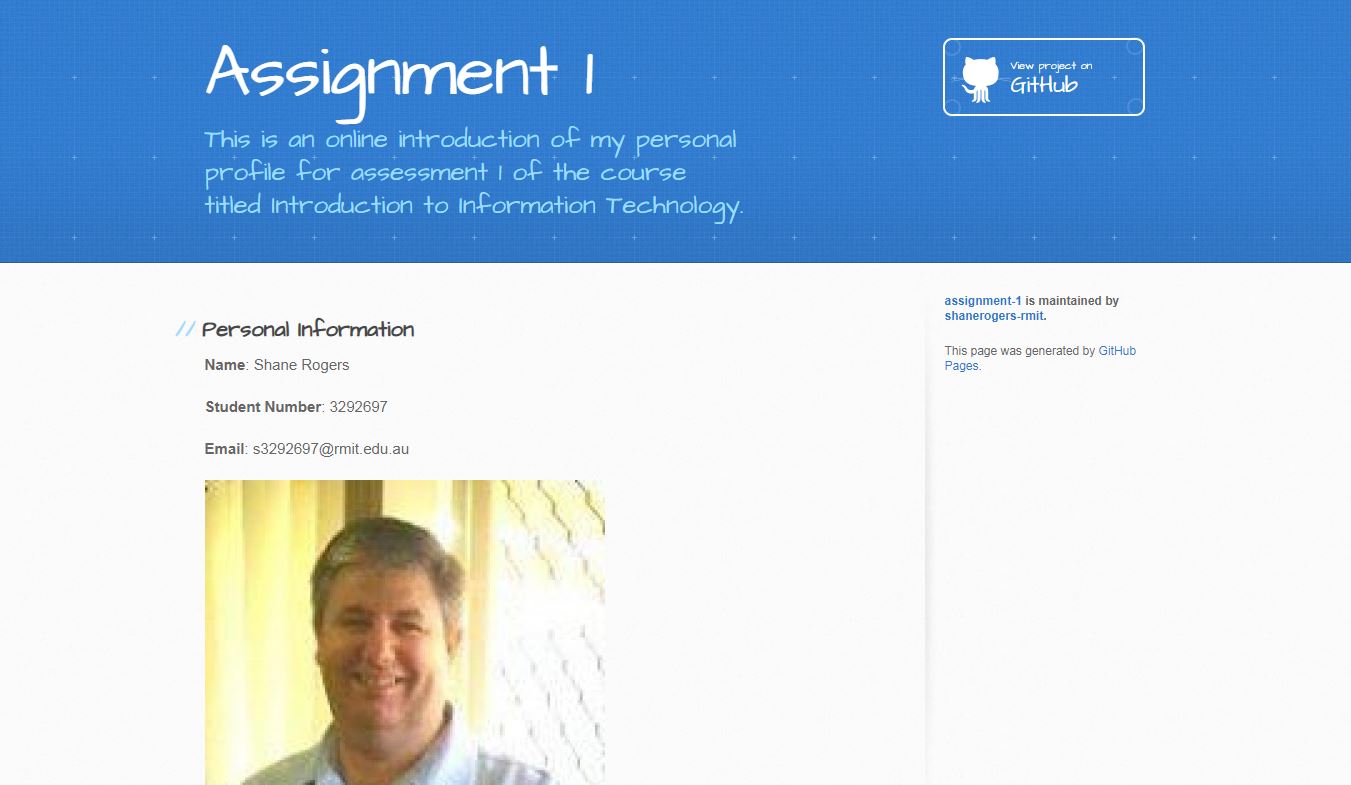 Assignment 1
This is an online introduction of my personal
profile for assessment 1 of the course
titled Introduction to Information Technology.
View project on
GitHub
// Personal Information
Name: Shane Rogers
Student Number: 3292697
Email: s3292697@rmit.edu.au
assignment-1 is maintained by
shanerogers-rmit.
This page was generated by GitHub
Pages.